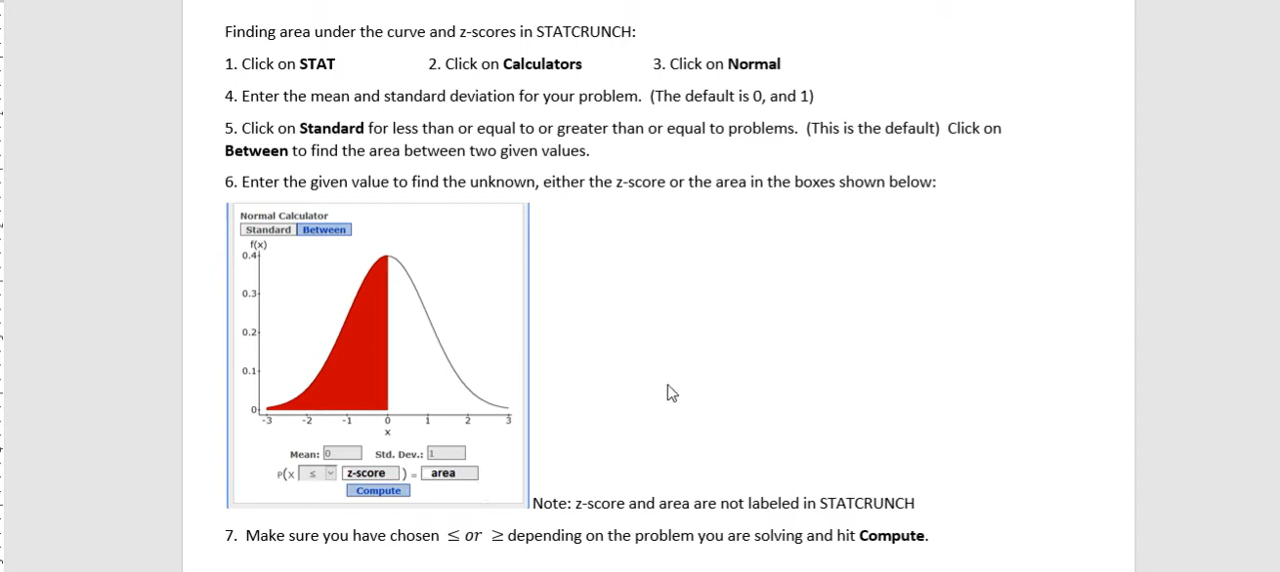 Finding area under the curve and z-scores in STATCRUNCH:
1. Click on STAT 2. Click on Calculators 3. Click on Normal
4. Enter the mean and standard deviation for your problem. (The default is 0, and 1)
5. Click on Standard for less than or equal to or greater than or equal to problems. (This is the default) Click on
Between to find the area between two given values.
6. Enter the given value to find the unknown, either the z-score or the area in the boxes shown below:
Normal Calculator
Standard Between
f(x)
0.4
0.3
0.2
0.1
0
-3 -2 -1 0 1 2 3
x
Mean: 0 Std. Dev.: 1
P(x ≤ z-score ) = area
Compute
Note: z-score and area are not labeled in STATCRUNCH
7. Make sure you have chosen ≤ or ≥ depending on the problem you are solving and hit Compute.